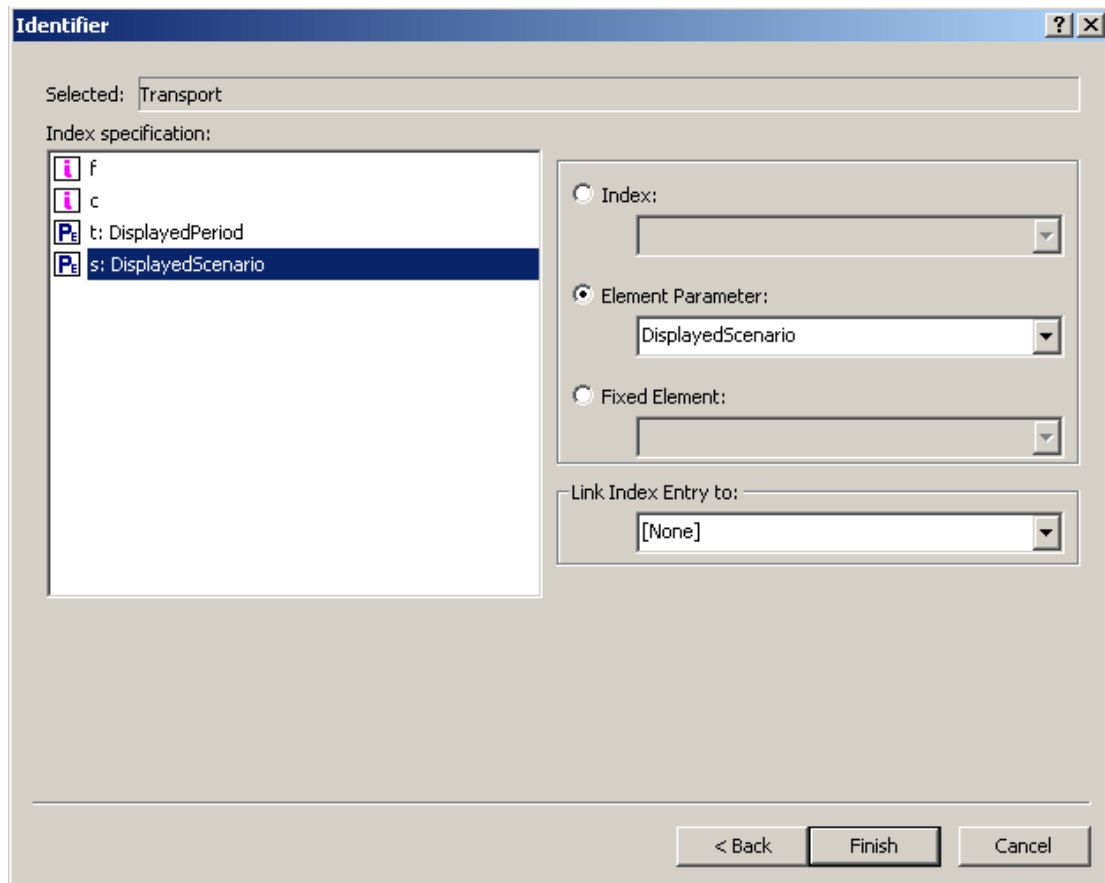 Identifier
Selected: Transport
Index specification:
f
c
t: DisplayedPeriod
s: DisplayedScenario
Index:
Element Parameter:
DisplayedScenario
Fixed Element:
Link Index Entry to:
[None]
< Back Finish Cancel